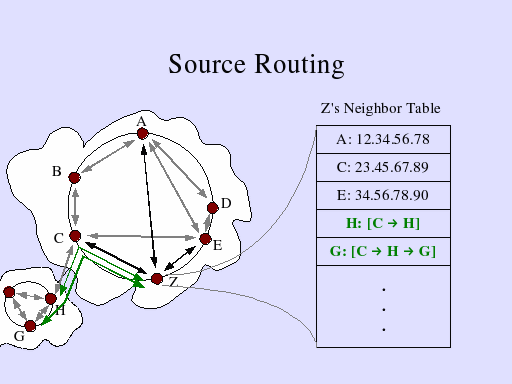 Source Routing
Z's Neighbor Table
A: 12.34.56.78
C: 23.45.67.89
E: 34.56.78.90
H: [C → H]
G: [C → H → G]
.
.
.
A
B
D
C
E
Z
H
G